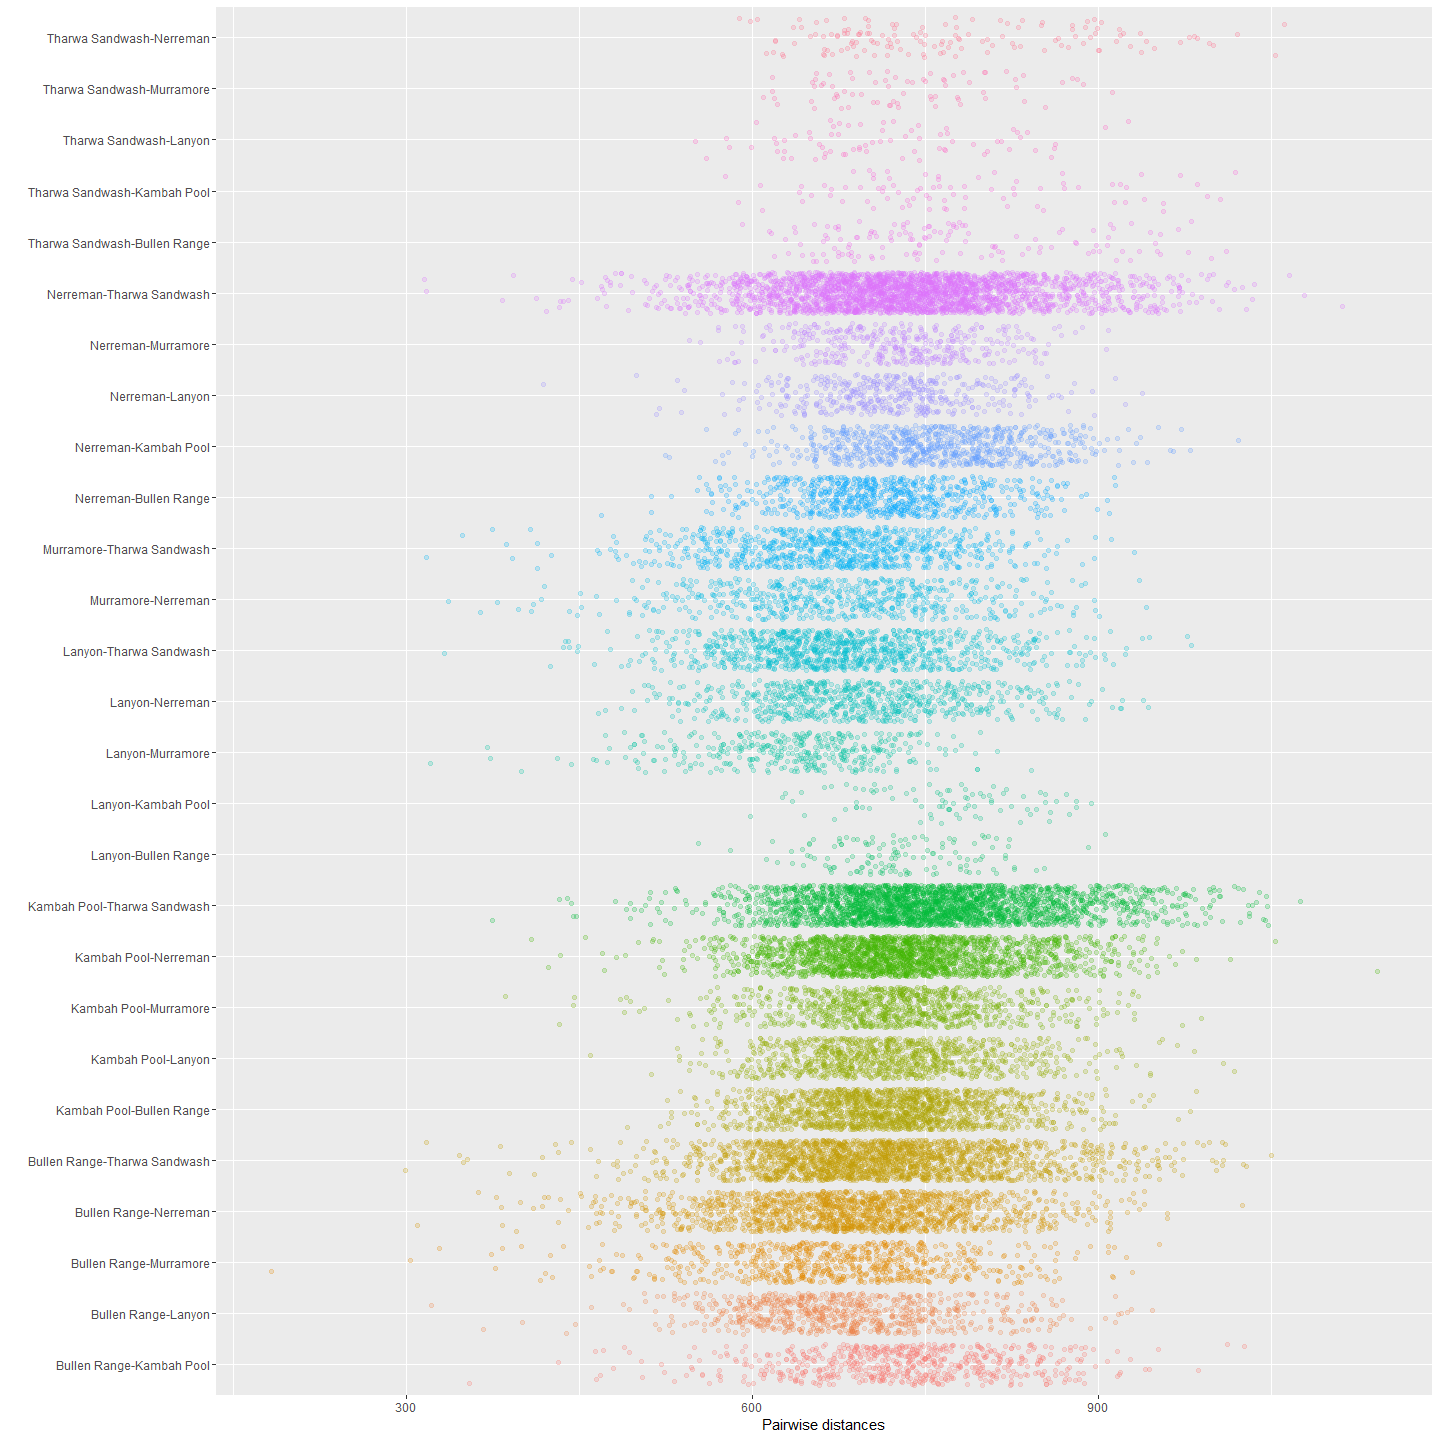 Tharwa Sandwash-Nerreman
Tharwa Sandwash-Murramore
Tharwa Sandwash-Lanyon
Tharwa Sandwash-Kambah Pool
Tharwa Sandwash-Bullen Range
Nerreman-Tharwa Sandwash
Nerreman-Murramore
Nerreman-Lanyon
Nerreman-Kambah Pool
Nerreman-Bullen Range
Murramore-Tharwa Sandwash
Murramore-Nerreman
Lanyon-Tharwa Sandwash
Lanyon-Nerreman
Lanyon-Murramore
Lanyon-Kambah Pool
Lanyon-Bullen Range
Kambah Pool-Tharwa Sandwash
Kambah Pool-Nerreman
Kambah Pool-Murramore
Kambah Pool-Lanyon
Kambah Pool-Bullen Range
Bullen Range-Tharwa Sandwash
Bullen Range-Nerreman
Bullen Range-Murramore
Bullen Range-Lanyon
Bullen Range-Kambah Pool
300 600 900
Pairwise distances